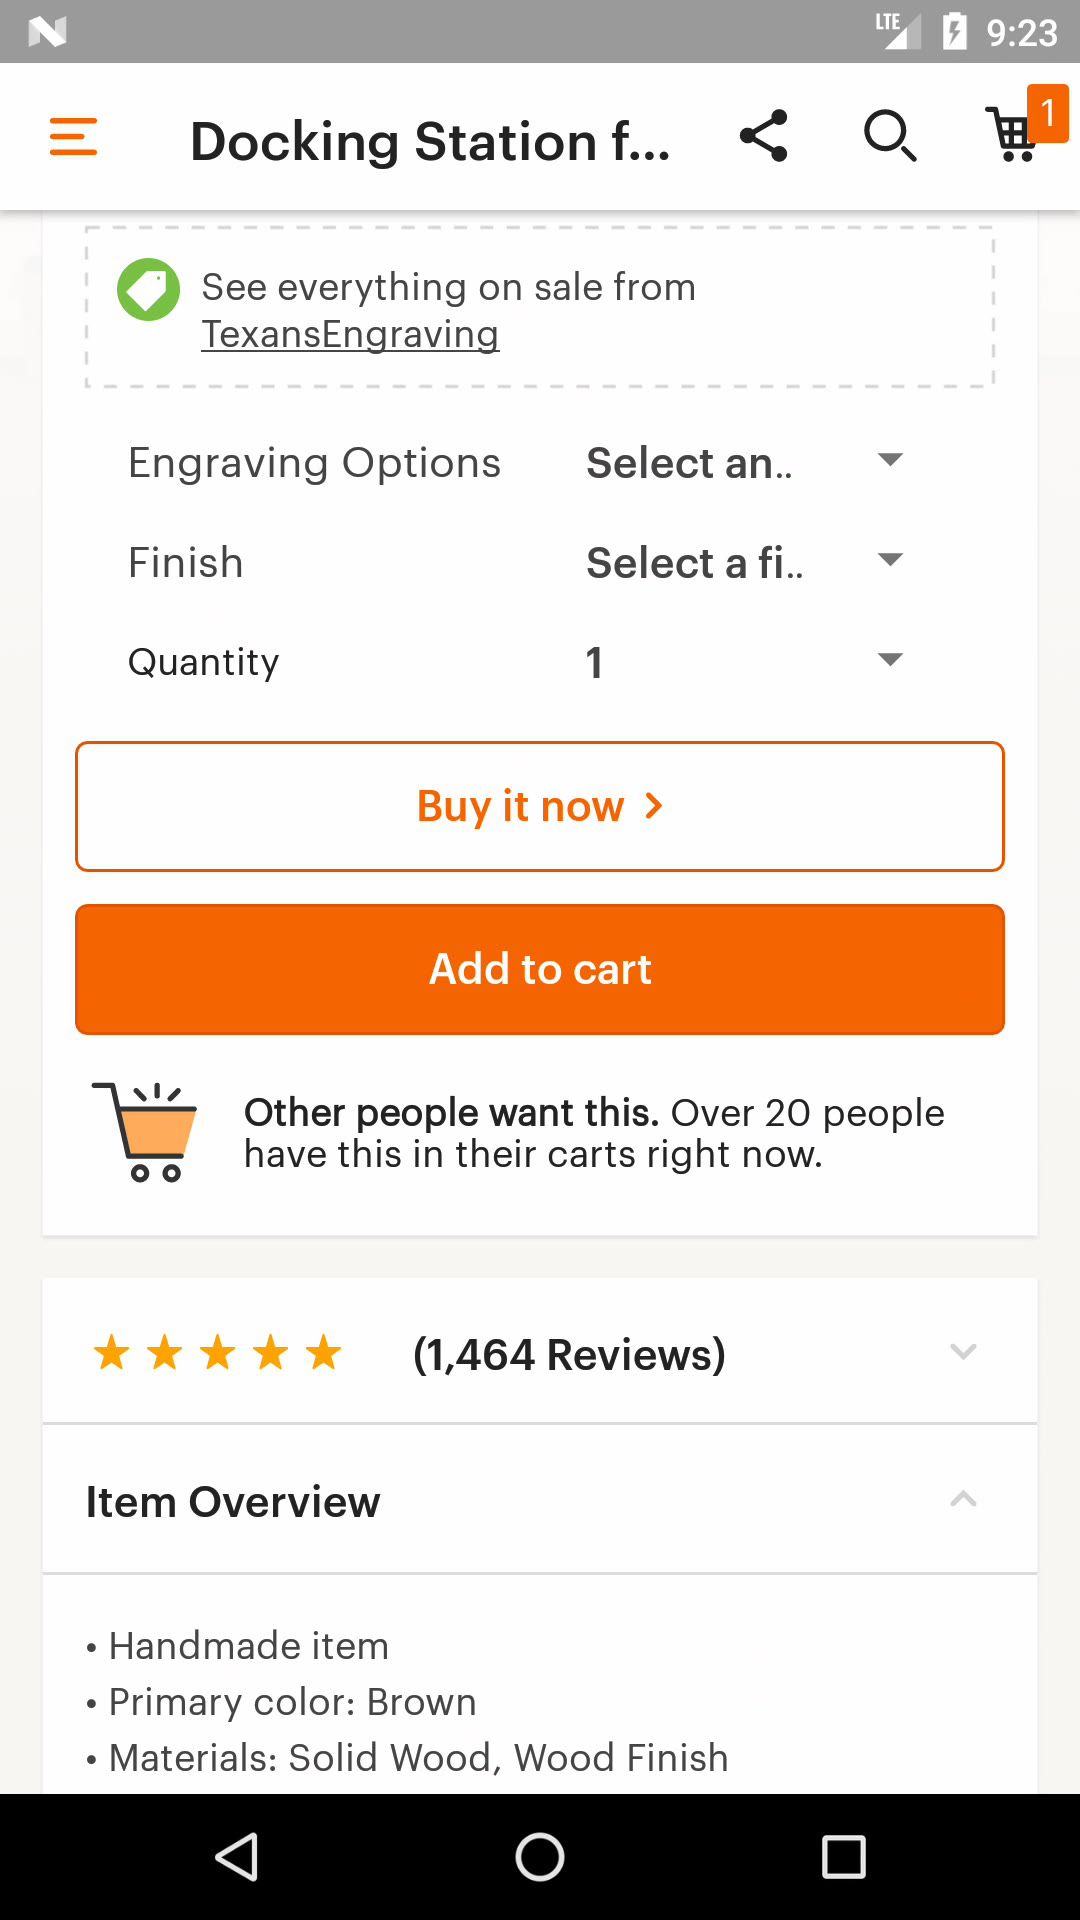 LTE 9:23
Docking Station f...
1
See everything on sale from
TexansEngraving
Engraving Options Select an..
Finish Select a fi..
Quantity 1
Buy it now
Add to cart
Other people want this. Over 20 people
have this in their carts right now.
(1,464 Reviews)
Item Overview
• Handmade item
• Primary color: Brown
• Materials: Solid Wood, Wood Finish